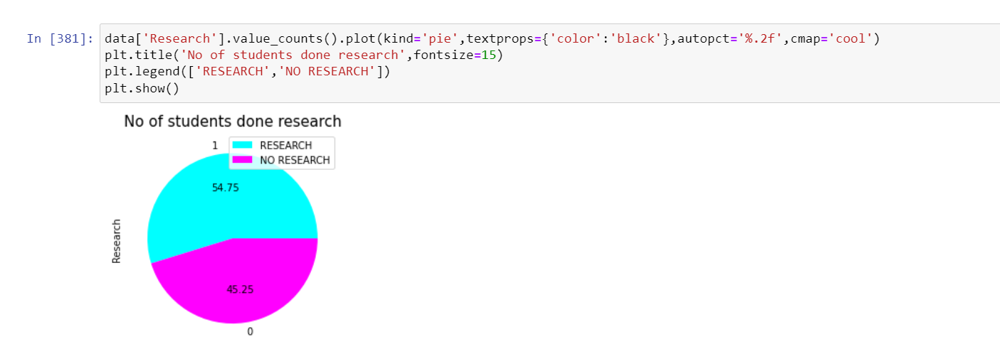 In [381]: data['Research'].value_counts().plot(kind='pie',textprops={'color':'black'},autopct='%.2f',cmap='cool')
plt.title('No of students done research',fontsize=15)
plt.legend(['RESEARCH','NO RESEARCH'])
plt.show()
No of students done research
1
RESEARCH
NO RESEARCH
54.75
Research
45.25
0